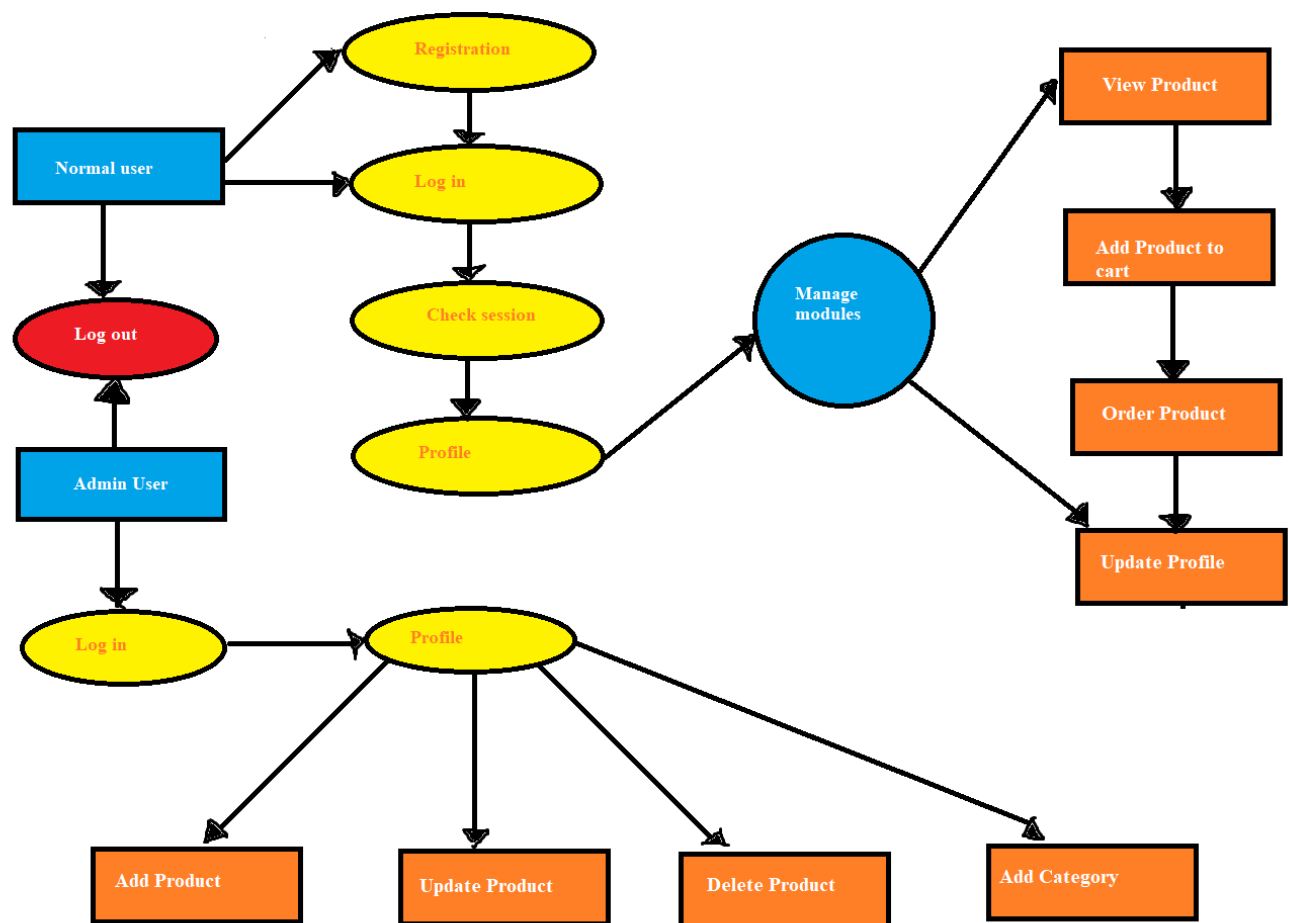 Registration
View Product
Normal user
Log in
Add Product to
cart
Manage
modules
Check session
Log out
Order Product
Profile
Admin User
Update Profile
Log in
Profile
Add Product
Update Product
Delete Product
Add Category